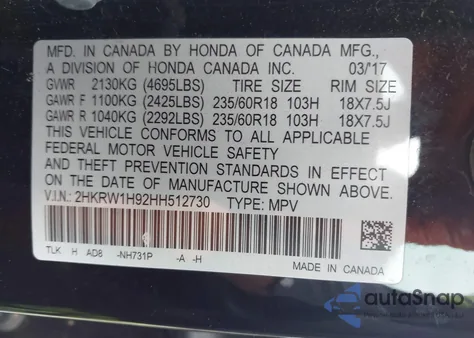 MFD. IN CANADA BY HONDA OF CANADA MFG.,
A DIVISION OF HONDA CANADA INC. 03/'17
GVWR 2130KG (4695LBS) TIRE SIZE RIM SIZE
GAWR F 1100KG (2425LBS) 235/60R18 103H 18X7.5J
GAWR R 1040KG (2292LBS) 235/60R18 103H 18X7.5J
THIS VEHICLE CONFORMS TO ALL APPLICABLE
FEDERAL MOTOR VEHICLE SAFETY
AND THEFT PREVENTION STANDARDS IN EFFECT
ON THE DATE OF MANUFACTURE SHOWN ABOVE.
V.I.N.: 2HKRW1H92HH512730 TYPE: MPV
TLK H AD8 -NH731P -A -H
MADE IN CANADA
autoSnap